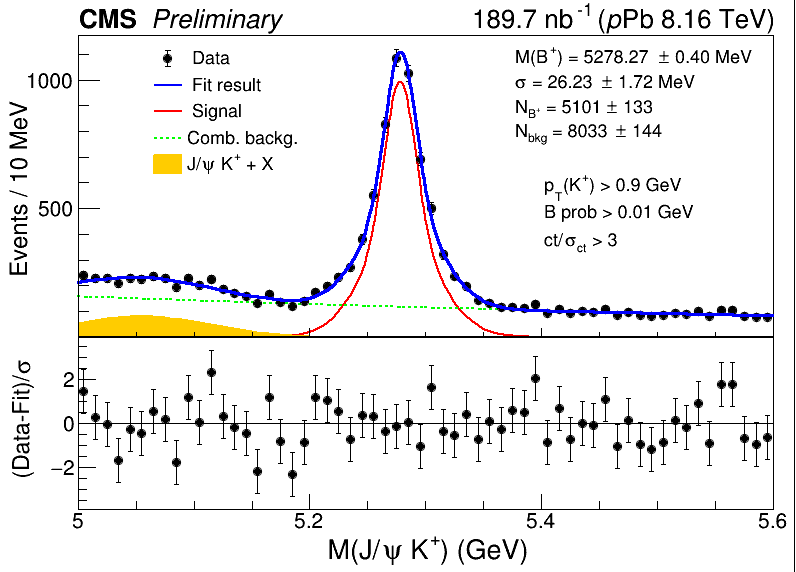 CMS Preliminary 189.7 nb⁻¹ (pPb 8.16 TeV)
Data
Fit result
Signal
Comb. backg.
J/ψ K⁺ + X
M(B⁺) = 5278.27 ± 0.40 MeV
σ = 26.23 ± 1.72 MeV
N_B⁺ = 5101 ± 133
N_bkg = 8033 ± 144
p_T(K⁺) > 0.9 GeV
B prob > 0.01 GeV
ct/σ_ct > 3
Events / 10 MeV
1000
500
(Data-Fit)/σ
2
0
−2
5 5.2 5.4 5.6
M(J/ψ K⁺) (GeV)